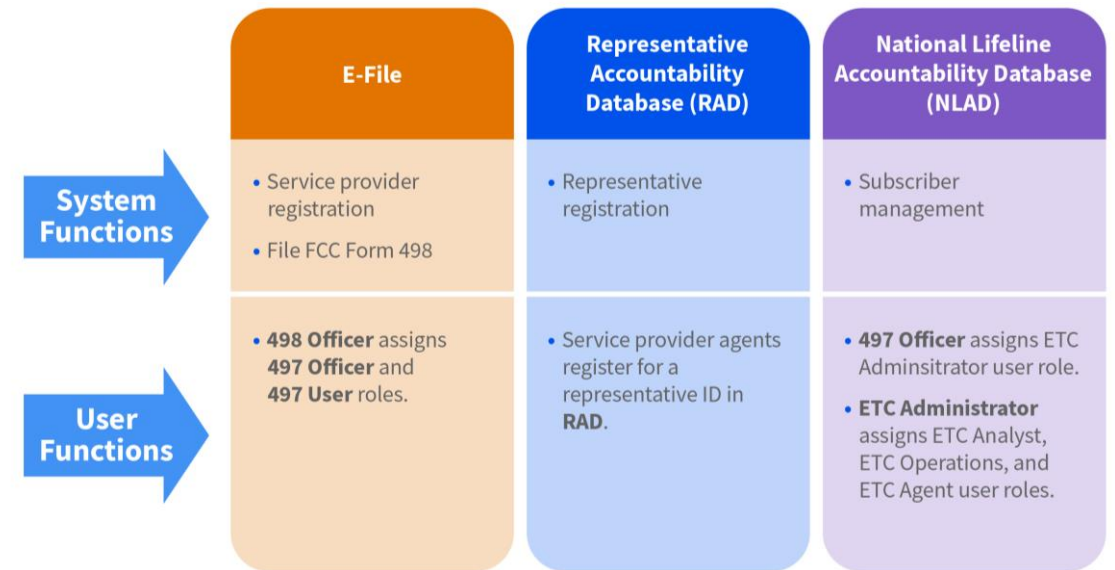 E-File
Representative
Accountability
Database (RAD)
National Lifeline
Accountability Database
(NLAD)
System
Functions
• Service provider
registration
• File FCC Form 498
• Representative
registration
• Subscriber
management
User
Functions
• 498 Officer assigns
497 Officer and
497 User roles.
• Service provider agents
register for a
representative ID in
RAD.
• 497 Officer assigns ETC
Adminsitrator user role.
• ETC Administrator
assigns ETC Analyst,
ETC Operations, and
ETC Agent user roles.